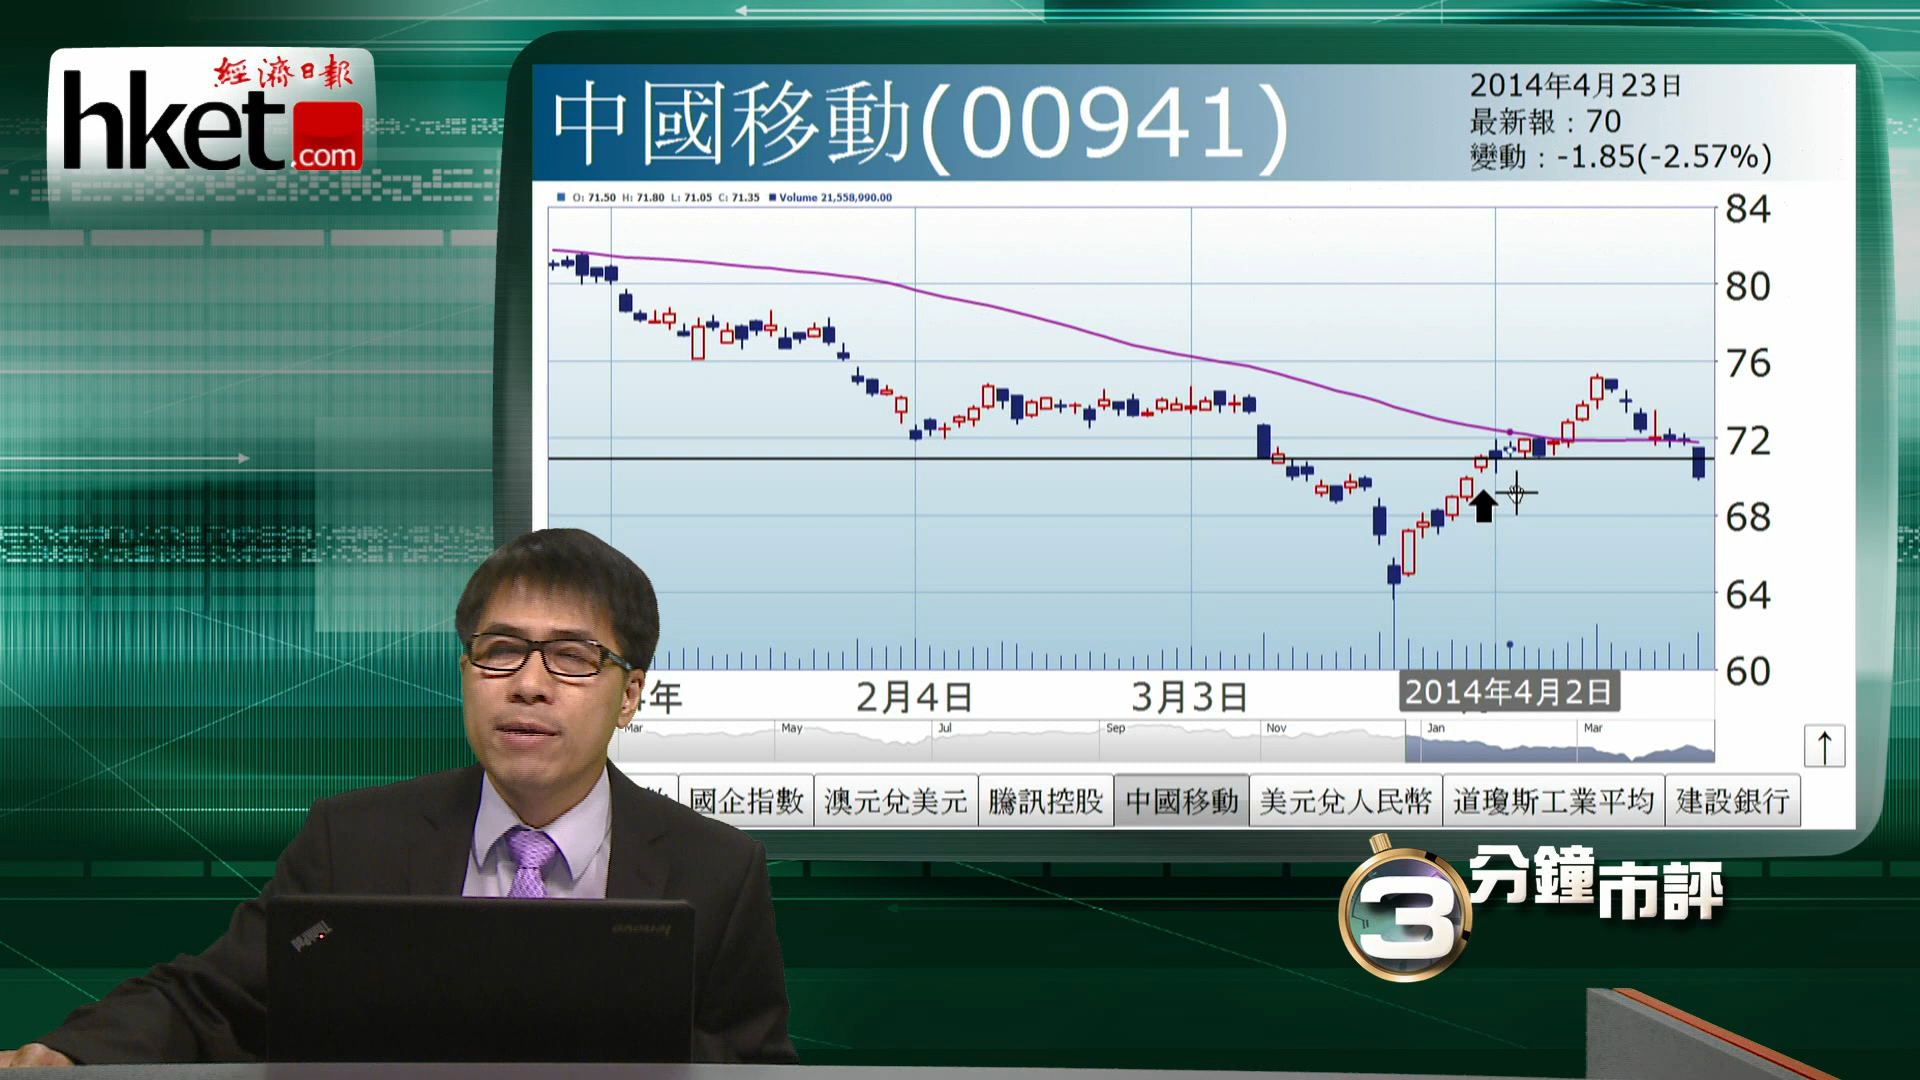 經濟日報
hket
.com
中國移動(00941)
2014年4月23日
最新報：70
變動：-1.85(-2.57%)
O: 71.50 H: 71.80 L: 71.05 C: 71.35 Volume 21,558,990.00
84
80
76
72
68
64
60
年 2月4日 3月3日 2014年4月2日
Mar May Jul Sep Nov Jan Mar
↑
國企指數 澳元兌美元 騰訊控股 中國移動 美元兌人民幣 道瓊斯工業平均 建設銀行
3分鐘市評
ThinkPad
lenovo